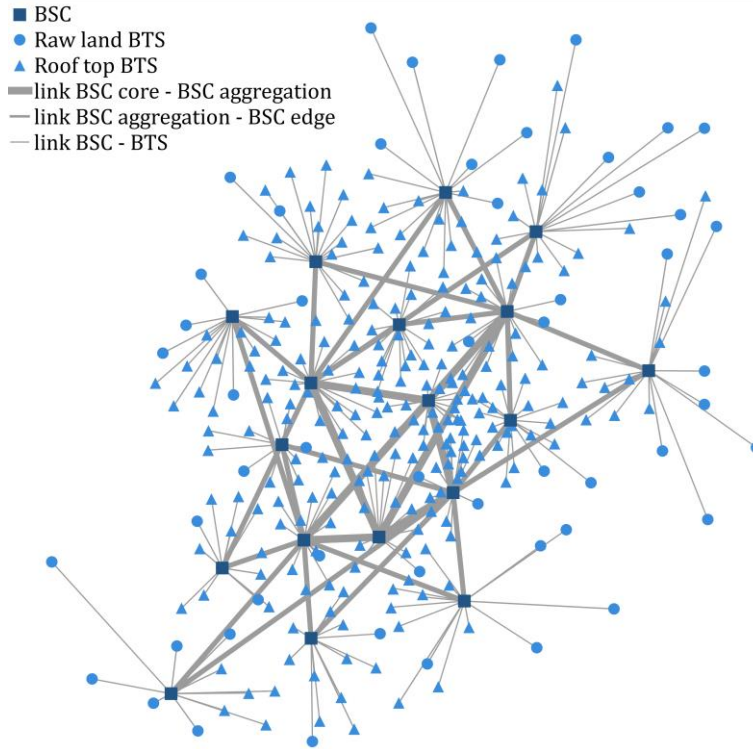 BSC
Raw land BTS
Roof top BTS
link BSC core - BSC aggregation
link BSC aggregation - BSC edge
link BSC - BTS